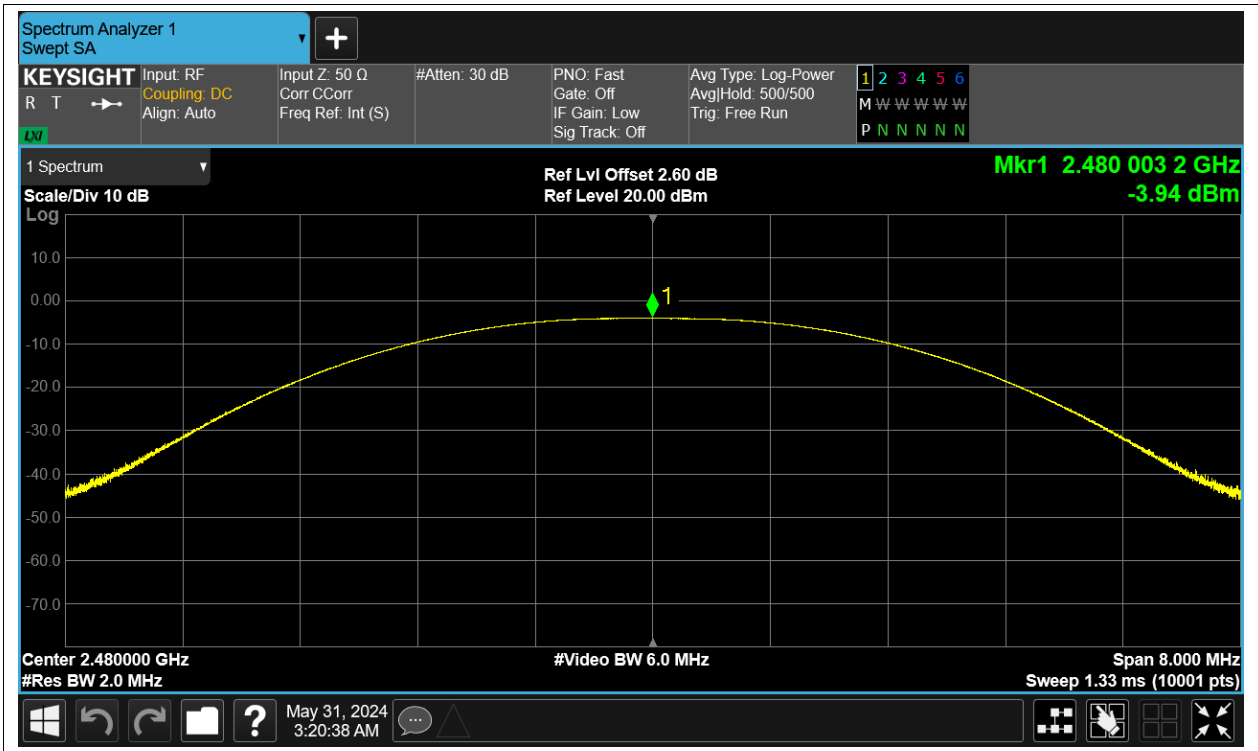 Spectrum Analyzer 1
Swept SA
+
KEYSIGHT
R T
LXI
Input: RF
Coupling: DC
Align: Auto
Input Z: 50 Ω
Corr CCorr
Freq Ref: Int (S)
#Atten: 30 dB
PNO: Fast
Gate: Off
IF Gain: Low
Sig Track: Off
Avg Type: Log-Power
Avg|Hold: 500/500
Trig: Free Run
1 2 3 4 5 6
M W W W W W
P N N N N N
1 Spectrum
Scale/Div 10 dB
Log
Ref Lvl Offset 2.60 dB
Ref Level 20.00 dBm
Mkr1 2.480 003 2 GHz
-3.94 dBm
10.0
0.00
-10.0
-20.0
-30.0
-40.0
-50.0
-60.0
-70.0
1
Center 2.480000 GHz
#Res BW 2.0 MHz
#Video BW 6.0 MHz
Span 8.000 MHz
Sweep 1.33 ms (10001 pts)
?
May 31, 2024
3:20:38 AM